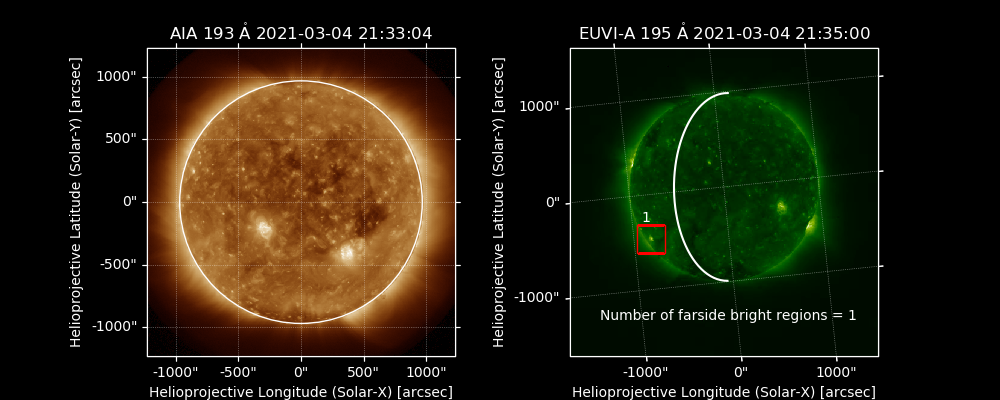 AIA 193 Å 2021-03-04 21:33:04
Helioprojective Latitude (Solar-Y) [arcsec]
1000"
500"
0"
-500"
-1000"
-1000"
-500"
0"
500"
1000"
Helioprojective Longitude (Solar-X) [arcsec]
EUVI-A 195 Å 2021-03-04 21:35:00
Helioprojective Latitude (Solar-Y) [arcsec]
1000"
0"
-1000"
1
Number of farside bright regions = 1
-1000"
0"
1000"
Helioprojective Longitude (Solar-X) [arcsec]